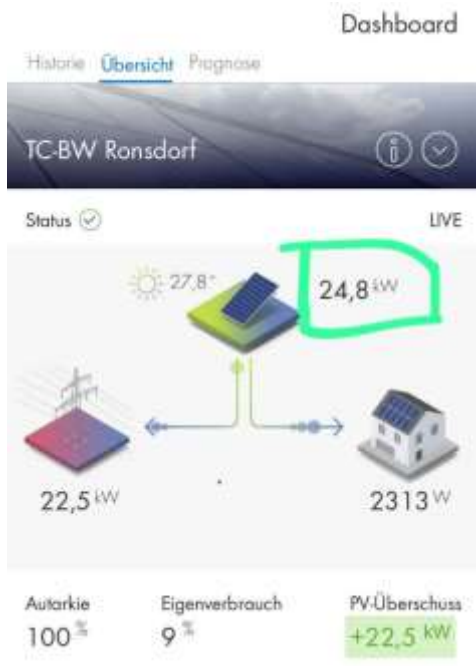 Dashboard
Historie Übersicht Prognose
TC-BW Ronsdorf
Status LIVE
27,8°
24,8 kW
22,5 kW 2313 W
Autarkie Eigenverbrauch PV-Überschuss
100 % 9 % +22,5 kW